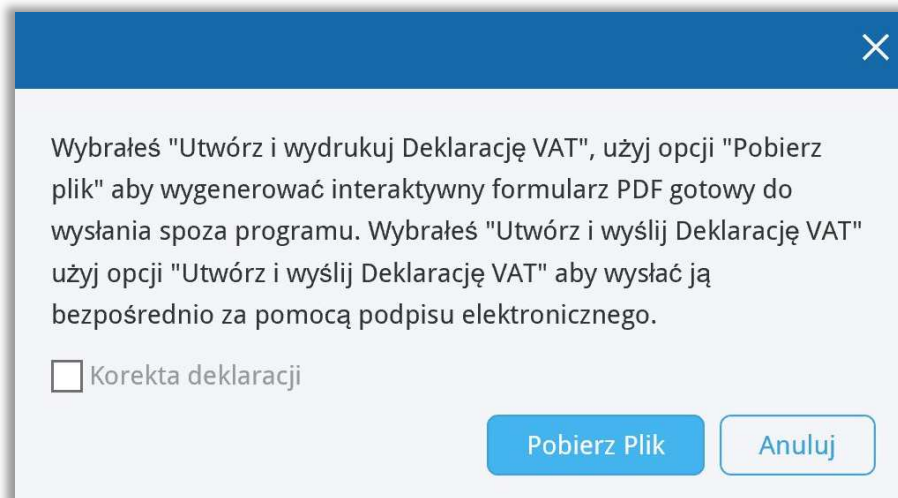 Wybrałeś "Utwórz i wydrukuj Deklarację VAT", użyj opcji "Pobierz
plik" aby wygenerować interaktywny formularz PDF gotowy do
wysłania spoza programu. Wybrałeś "Utwórz i wyślij Deklarację VAT"
użyj opcji "Utwórz i wyślij Deklarację VAT" aby wysłać ją
bezpośrednio za pomocą podpisu elektronicznego.
Korekta deklaracji
Pobierz Plik Anuluj